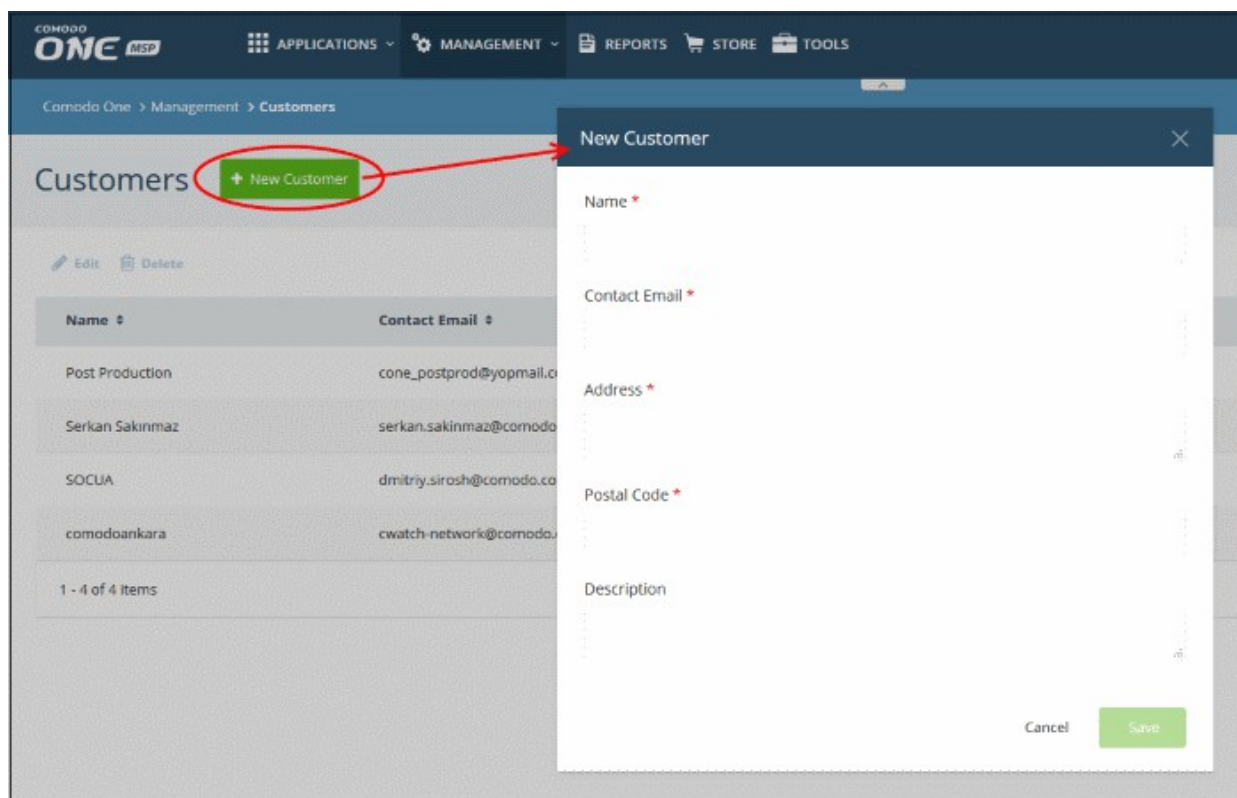 COMODO
ONE MSP
APPLICATIONS MANAGEMENT REPORTS STORE TOOLS
Comodo One > Management > Customers
Customers
+ New Customer
Edit Delete
Name Contact Email
Post Production cone_postprod@yopmail.c
Serkan Sakınmaz serkan.sakinmaz@comodo
SOCUA dmitriy.sirosh@comodo.co
comodoankara cwatch-network@comodo.
1 - 4 of 4 items
New Customer
Name *
Contact Email *
Address *
Postal Code *
Description
Cancel Save